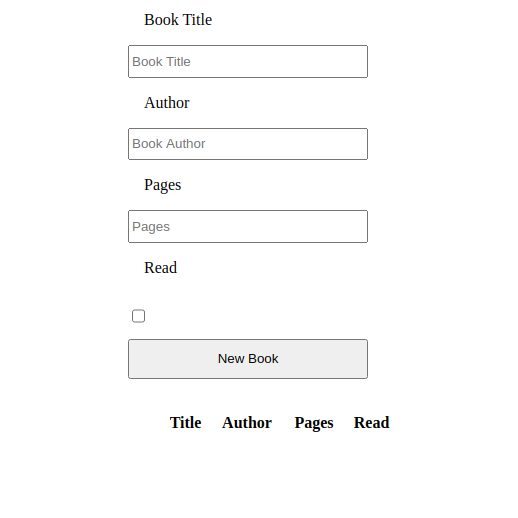 Book Title
Book Title
Author
Book Author
Pages
Pages
Read
New Book
Title Author Pages Read